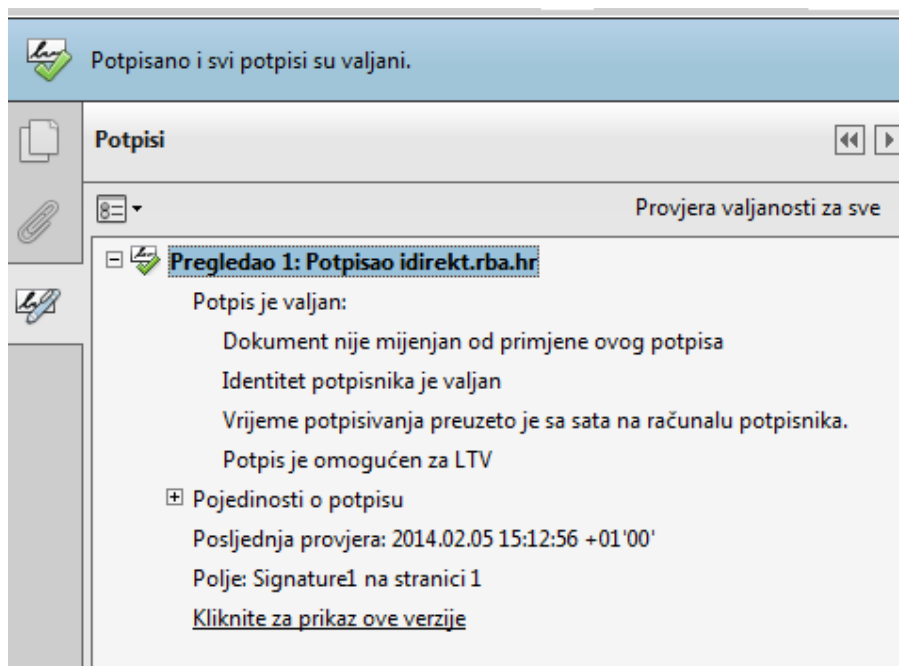 Potpisano i svi potpisi su valjani.
Potpisi
Provjera valjanosti za sve
Pregledao 1: Potpisao idirekt.rba.hr
Potpis je valjan:
Dokument nije mijenjan od primjene ovog potpisa
Identitet potpisnika je valjan
Vrijeme potpisivanja preuzeto je sa sata na računalu potpisnika.
Potpis je omogućen za LTV
Pojedinosti o potpisu
Posljednja provjera: 2014.02.05 15:12:56 +01'00'
Polje: Signature1 na stranici 1
Kliknite za prikaz ove verzije